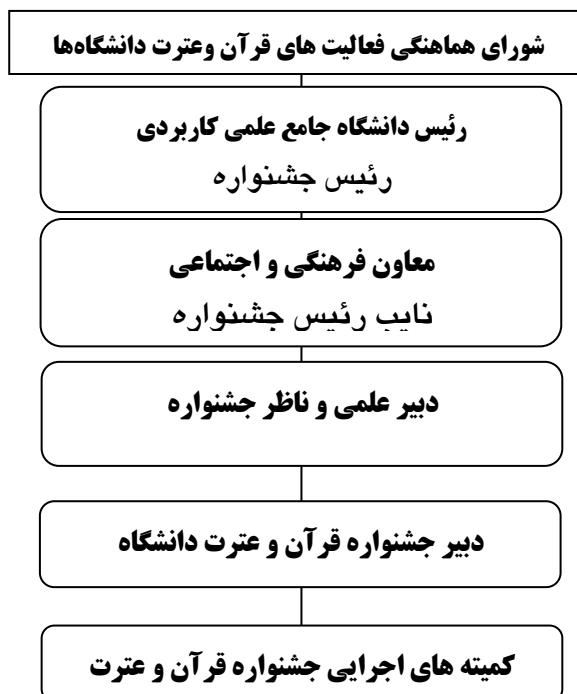 شورای هماهنگی فعالیت های قرآن وعترت دانشگاه‌ها
رئیس دانشگاه جامع علمی کاربردی
رئیس جشنواره
معاون فرهنگی و اجتماعی
نایب رئیس جشنواره
دبیر علمی و ناظر جشنواره
دبیر جشنواره قرآن و عترت دانشگاه
کمیته های اجرایی جشنواره قرآن و عترت